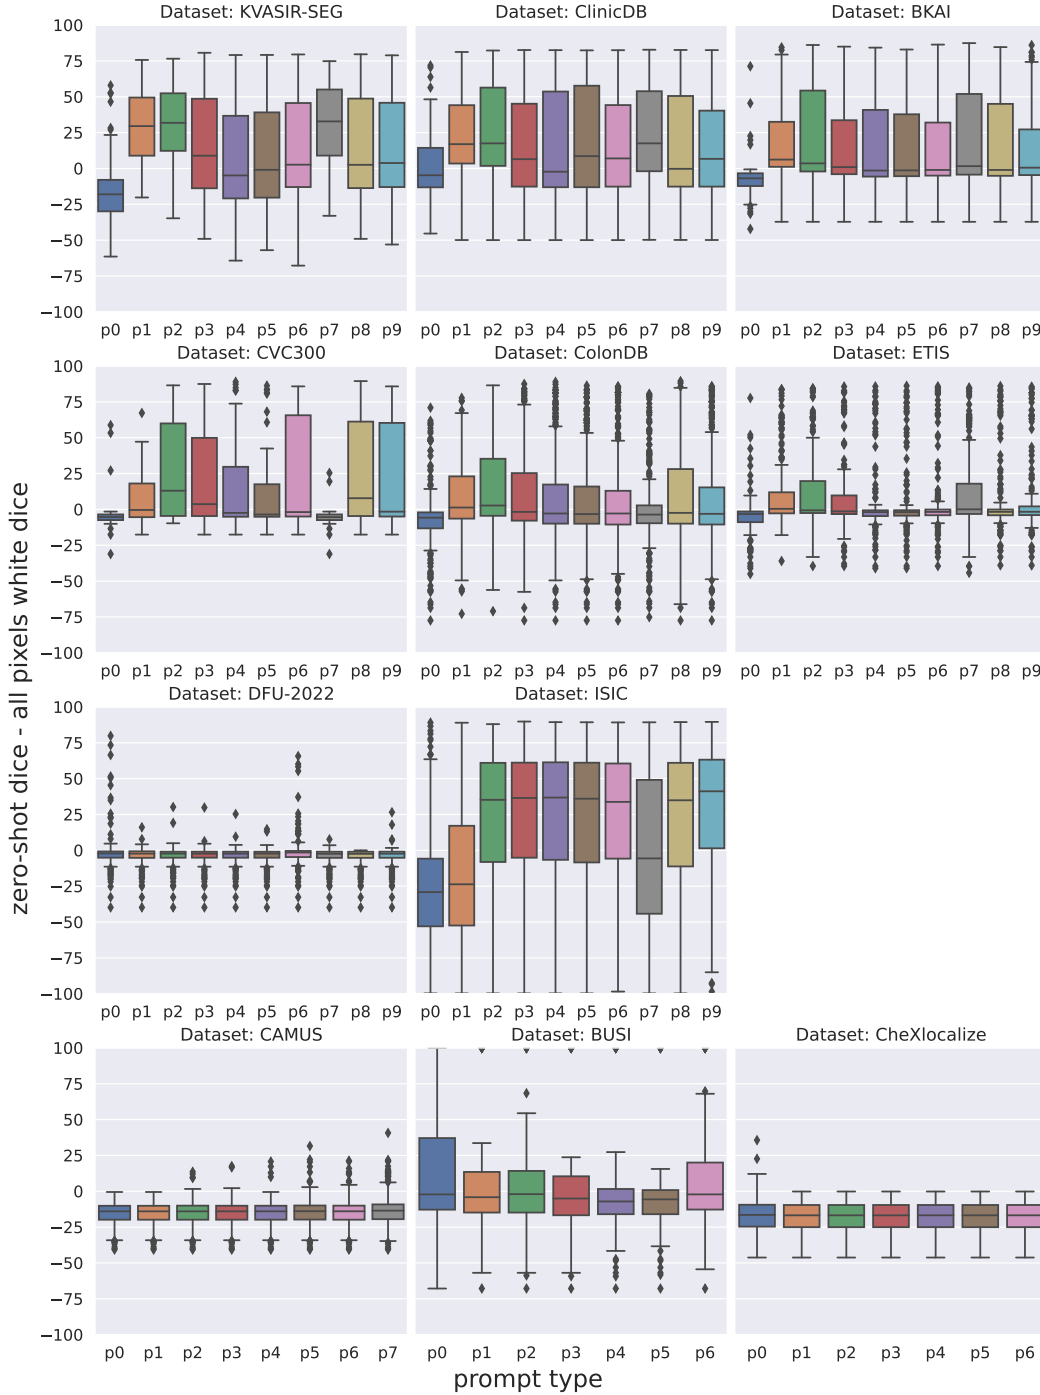 Dataset: KVASIR-SEG
Dataset: ClinicDB
Dataset: BKAI
100
75
50
25
0
−25
−50
−75
−100
p0 p1 p2 p3 p4 p5 p6 p7 p8 p9
p0 p1 p2 p3 p4 p5 p6 p7 p8 p9
p0 p1 p2 p3 p4 p5 p6 p7 p8 p9
Dataset: CVC300
Dataset: ColonDB
Dataset: ETIS
100
75
50
25
0
−25
−50
−75
−100
p0 p1 p2 p3 p4 p5 p6 p7 p8 p9
p0 p1 p2 p3 p4 p5 p6 p7 p8 p9
p0 p1 p2 p3 p4 p5 p6 p7 p8 p9
zero-shot dice - all pixels white dice
Dataset: DFU-2022
Dataset: ISIC
100
75
50
25
0
−25
−50
−75
−100
p0 p1 p2 p3 p4 p5 p6 p7 p8 p9
p0 p1 p2 p3 p4 p5 p6 p7 p8 p9
Dataset: CAMUS
Dataset: BUSI
Dataset: CheXlocalize
100
75
50
25
0
−25
−50
−75
−100
p0 p1 p2 p3 p4 p5 p6 p7
p0 p1 p2 p3 p4 p5 p6
p0 p1 p2 p3 p4 p5 p6
prompt type